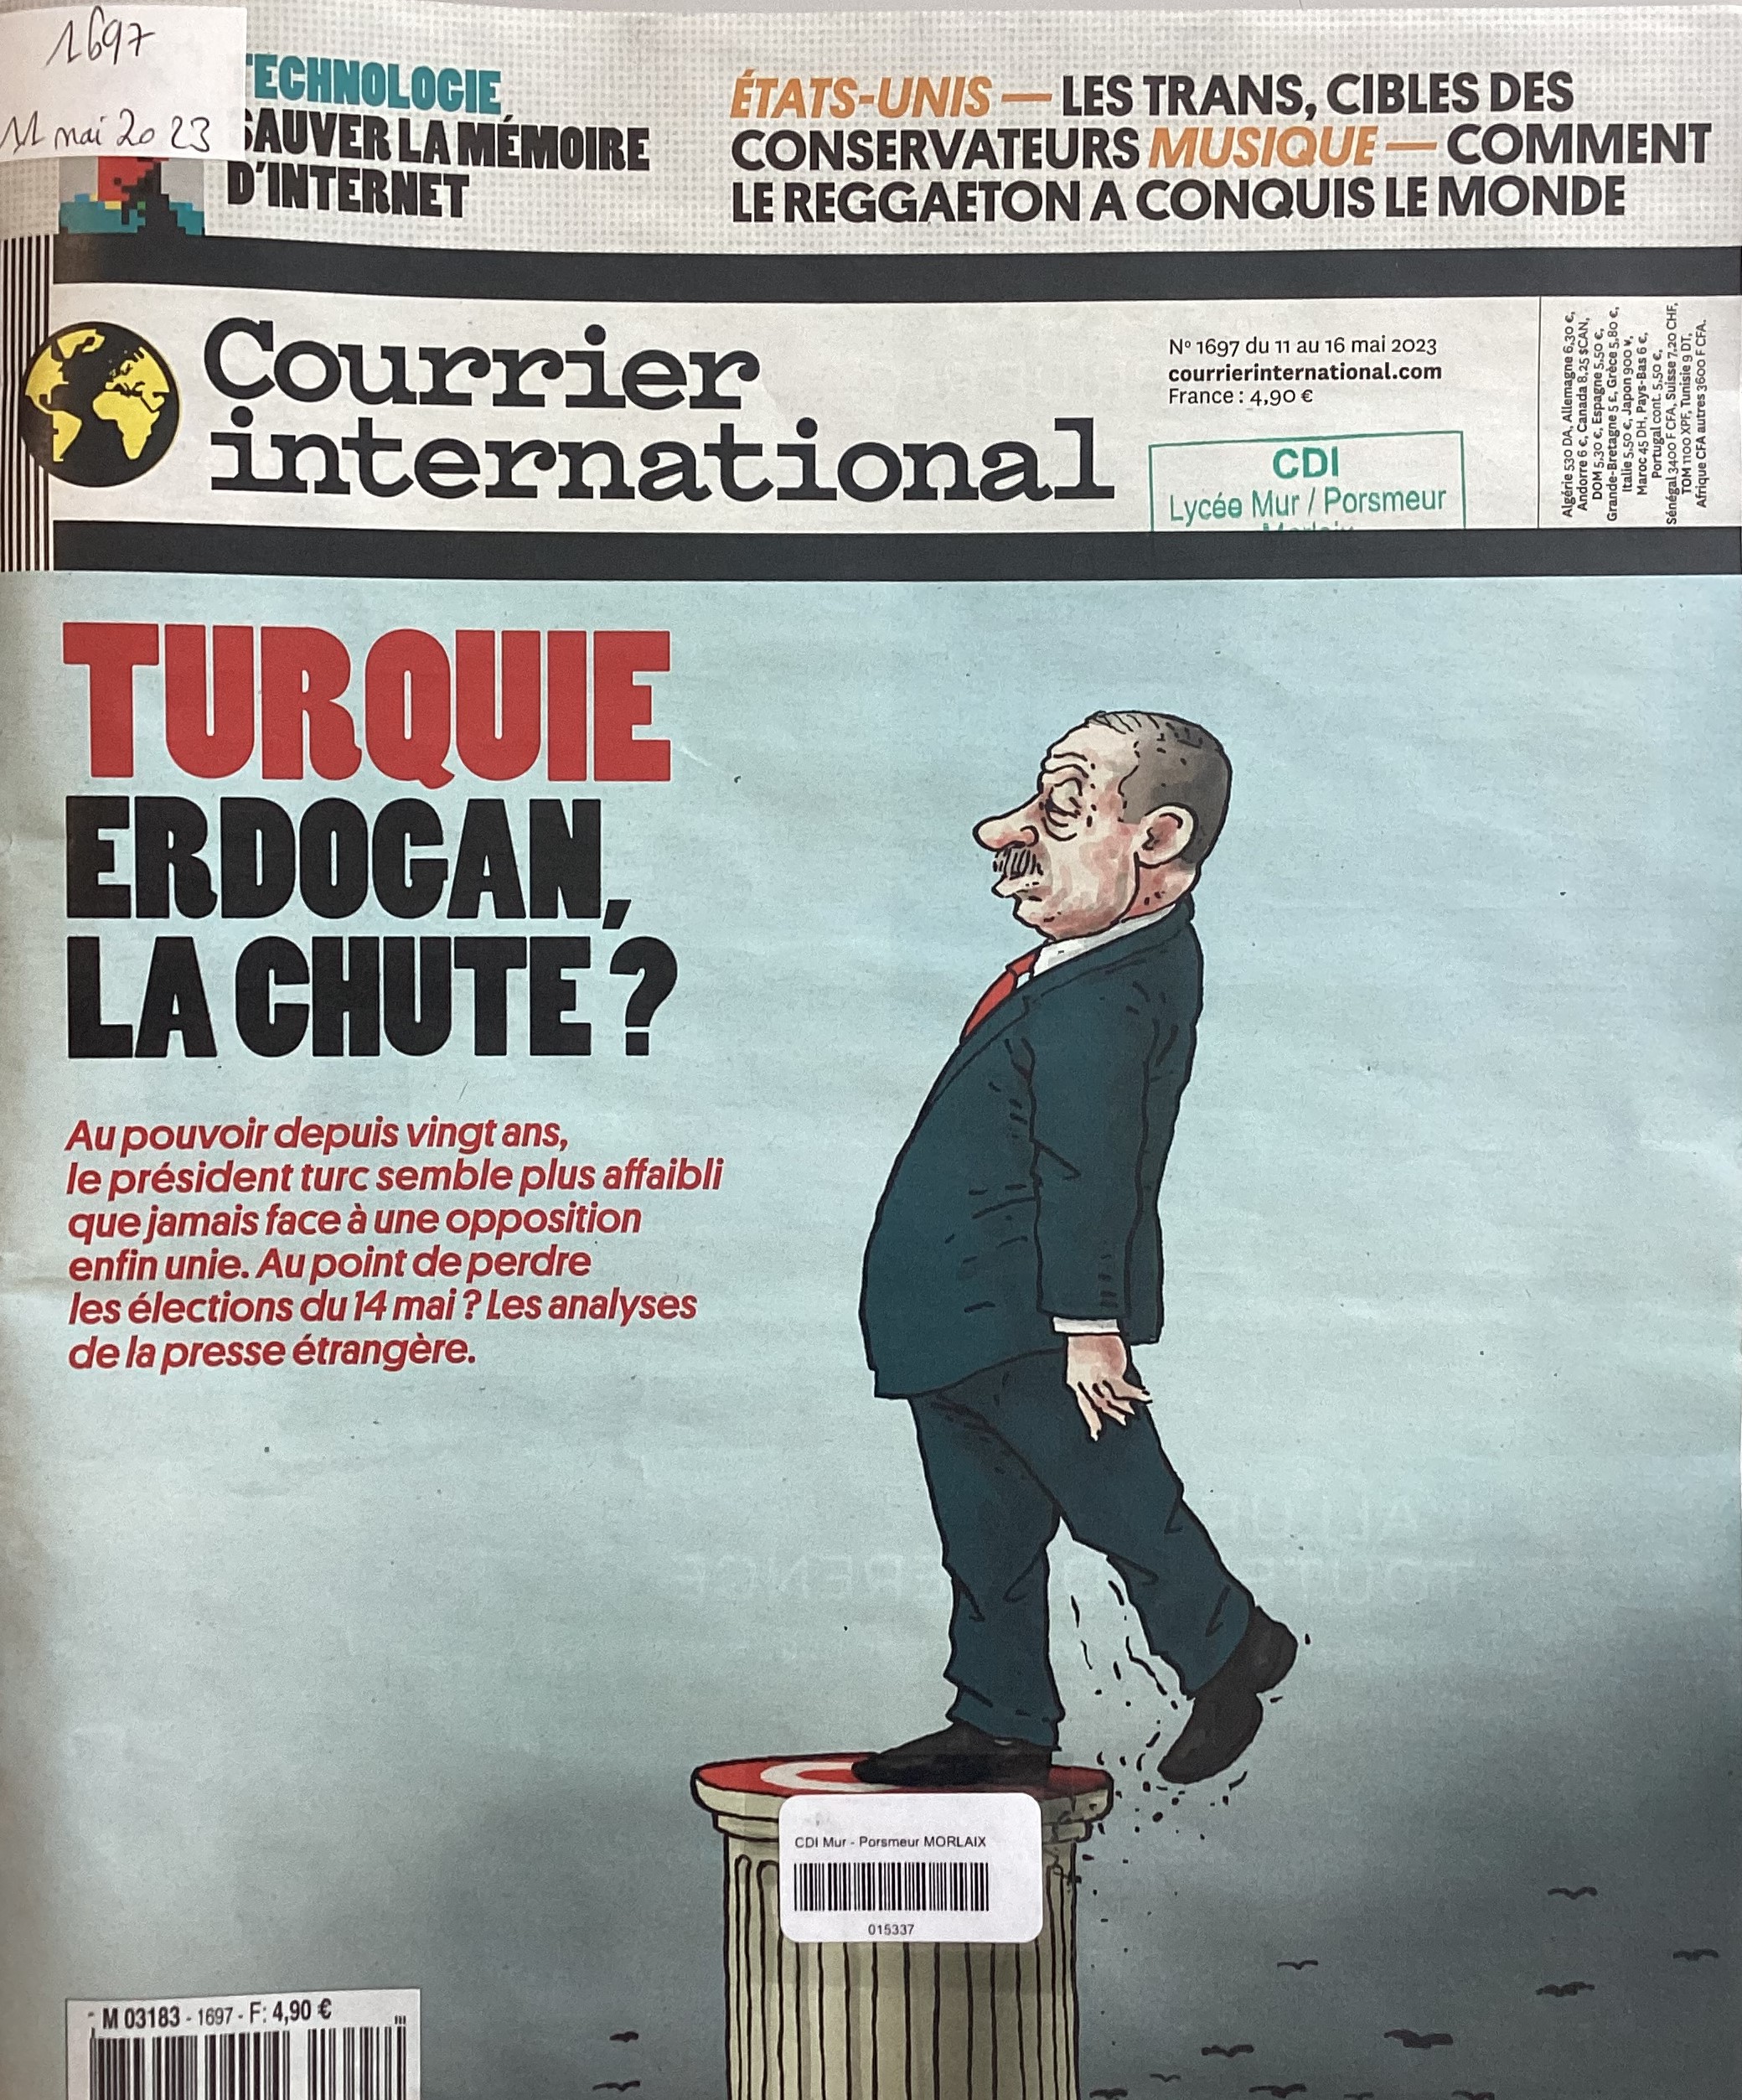 1697
11 mai 2023
TECHNOLOGIE
SAUVER LA MÉMOIRE
D'INTERNET
ÉTATS-UNIS — LES TRANS, CIBLES DES
CONSERVATEURS MUSIQUE — COMMENT
LE REGGAETON A CONQUIS LE MONDE
Courrier
international
N° 1697 du 11 au 16 mai 2023
courrierinternational.com
France : 4,90 €
CDI
Lycée Mur / Porsmeur
Morlaix
Algérie 530 DA, Allemagne 6,30 €,
Andorre 6 €, Canada 8,25 $CAN,
DOM 5,30 €, Espagne 5,50 €,
Grande-Bretagne 5 £, Grèce 5,80 €,
Italie 5,50 €, Japon 900 ¥,
Maroc 45 DH, Pays-Bas 6 €,
Portugal cont. 5,50 €,
Sénégal 3400 F CFA, Suisse 7,20 CHF,
TOM 1100 XPF, Tunisie 9 DT,
Afrique CFA autres 3600 F CFA.
TURQUIE
ERDOGAN,
LA CHUTE ?
Au pouvoir depuis vingt ans,
le président turc semble plus affaibli
que jamais face à une opposition
enfin unie. Au point de perdre
les élections du 14 mai ? Les analyses
de la presse étrangère.
CDI Mur - Porsmeur MORLAIX
015337
M 03183 - 1697 - F: 4,90 €